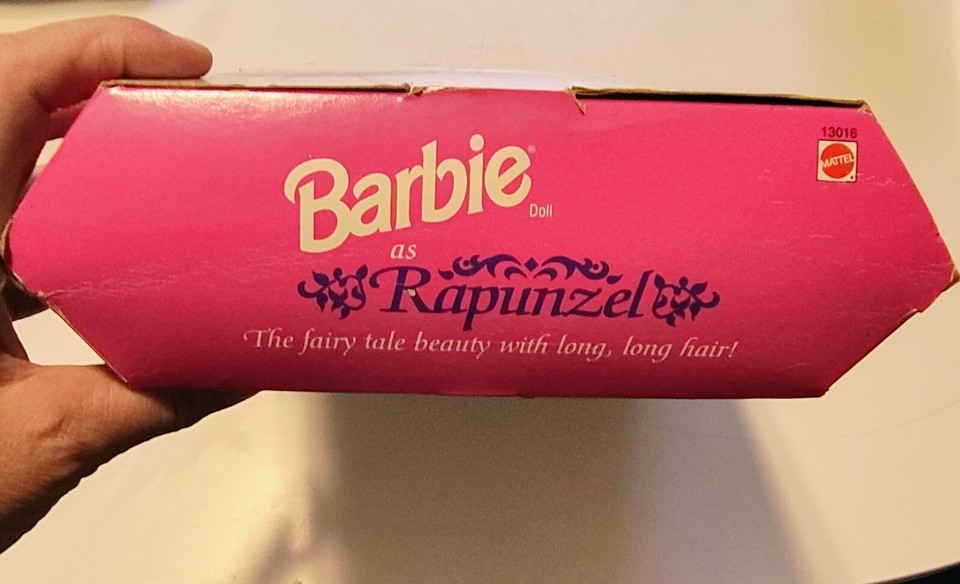 13016
MATTEL
Barbie®
Doll
as
Rapunzel
The fairy tale beauty with long, long hair!